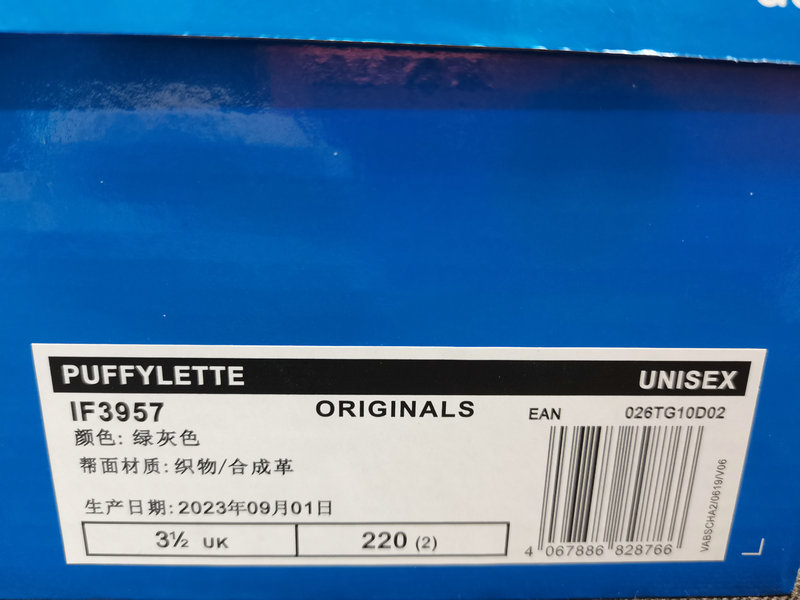 PUFFYLETTE UNISEX
IF3957 ORIGINALS EAN 026TG10D02
颜色: 绿灰色
帮面材质: 织物/合成革
生产日期: 2023年09月01日
3½ UK 220 (2)
4 067886 828766
VABSCHA2/0619/V06